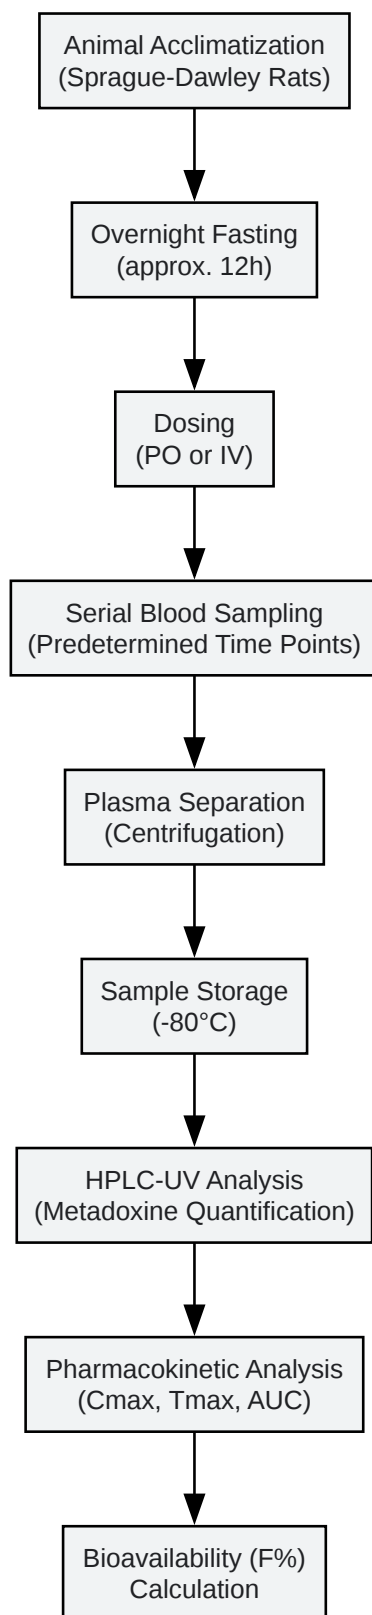 Animal Acclimatization
(Sprague-Dawley Rats)
Overnight Fasting
(approx. 12h)
Dosing
(PO or IV)
Serial Blood Sampling
(Predetermined Time Points)
Plasma Separation
(Centrifugation)
Sample Storage
(-80°C)
HPLC-UV Analysis
(Metadoxine Quantification)
Pharmacokinetic Analysis
(Cmax, Tmax, AUC)
Bioavailability (F%)
Calculation